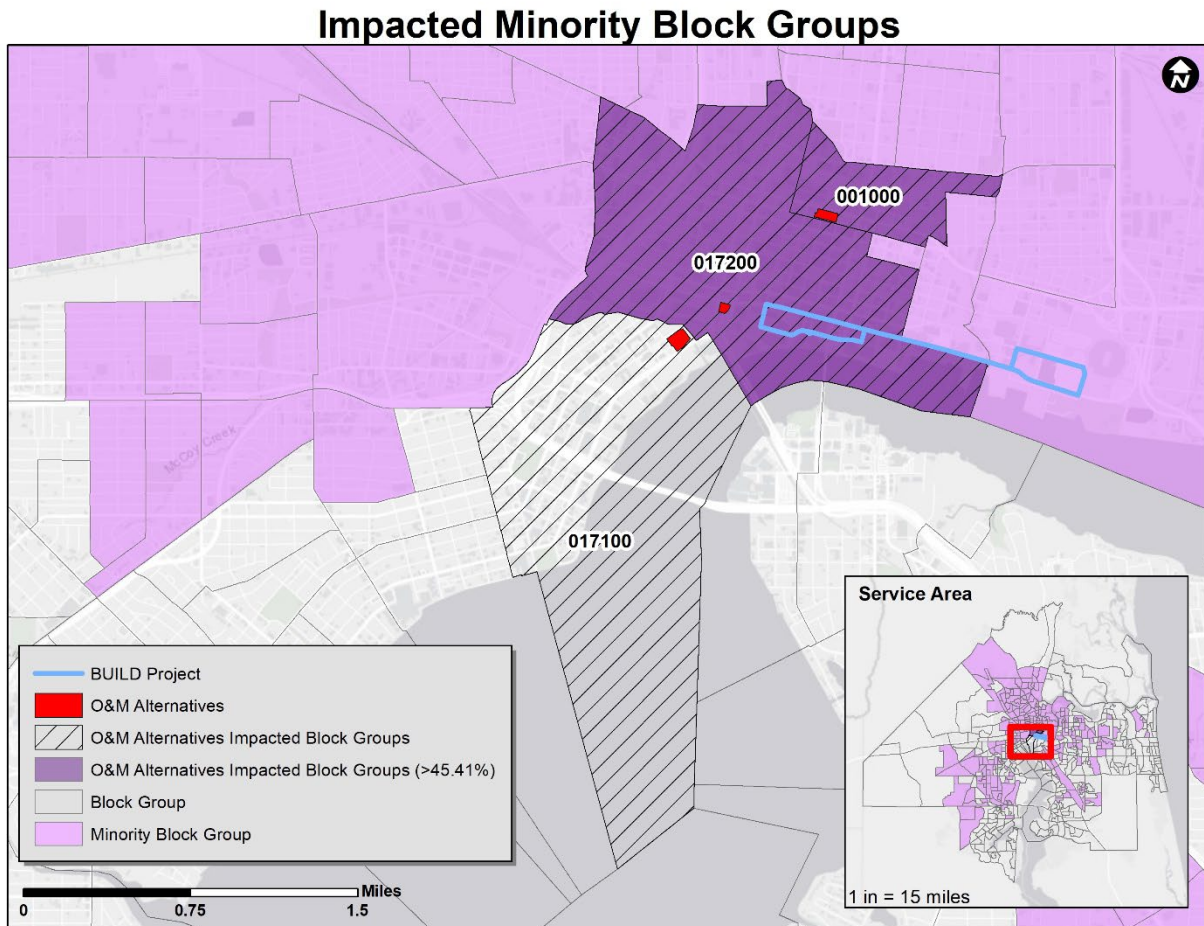 Impacted Minority Block Groups
N
001000
017200
McCoy Creek
017100
Service Area
BUILD Project
O&M Alternatives
O&M Alternatives Impacted Block Groups
O&M Alternatives Impacted Block Groups (>45.41%)
Block Group
Minority Block Group
Miles
0 0.75 1.5
1 in = 15 miles